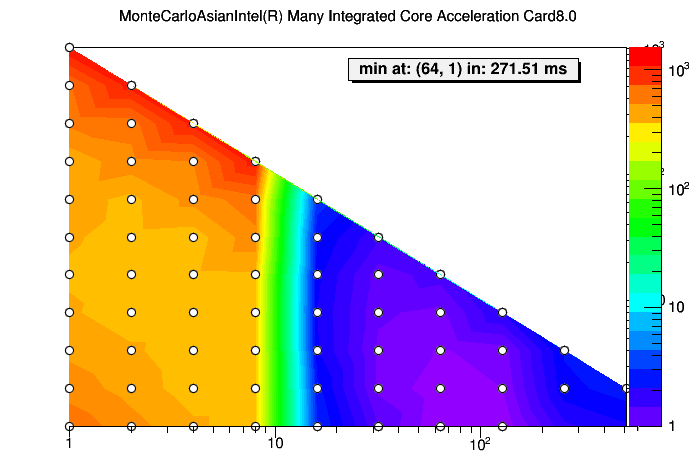 MonteCarloAsianIntel(R) Many Integrated Core Acceleration Card8.0
min at: (64, 1) in: 271.51 ms
10³
10²
10
1
1 10 10²